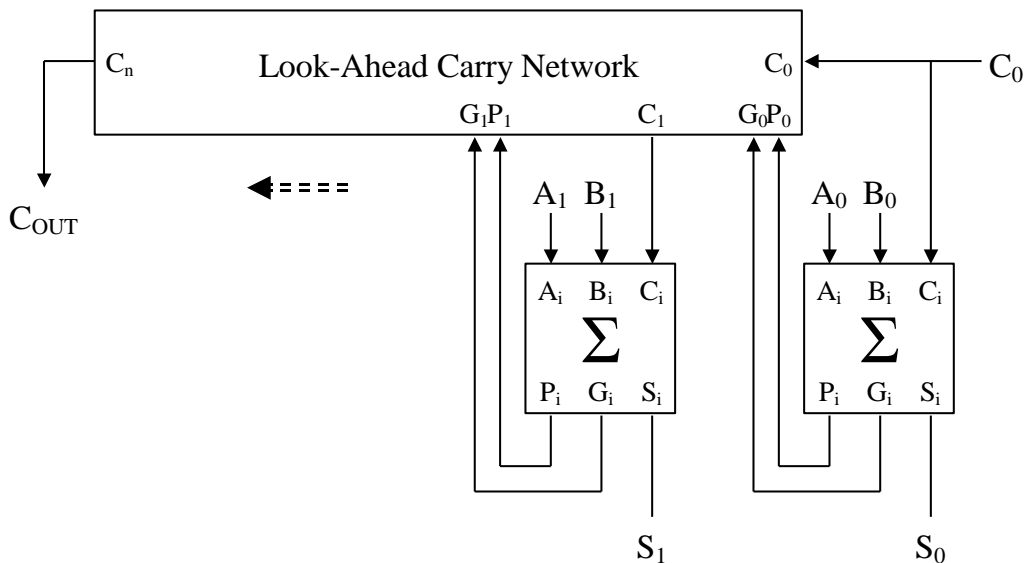 Cₙ Look-Ahead Carry Network C₀ C₀
G₁P₁ C₁ G₀P₀
A₁ B₁ A₀ B₀
C_OUT
Aᵢ Bᵢ Cᵢ Aᵢ Bᵢ Cᵢ
Σ Σ
Pᵢ Gᵢ Sᵢ Pᵢ Gᵢ Sᵢ
S₁ S₀